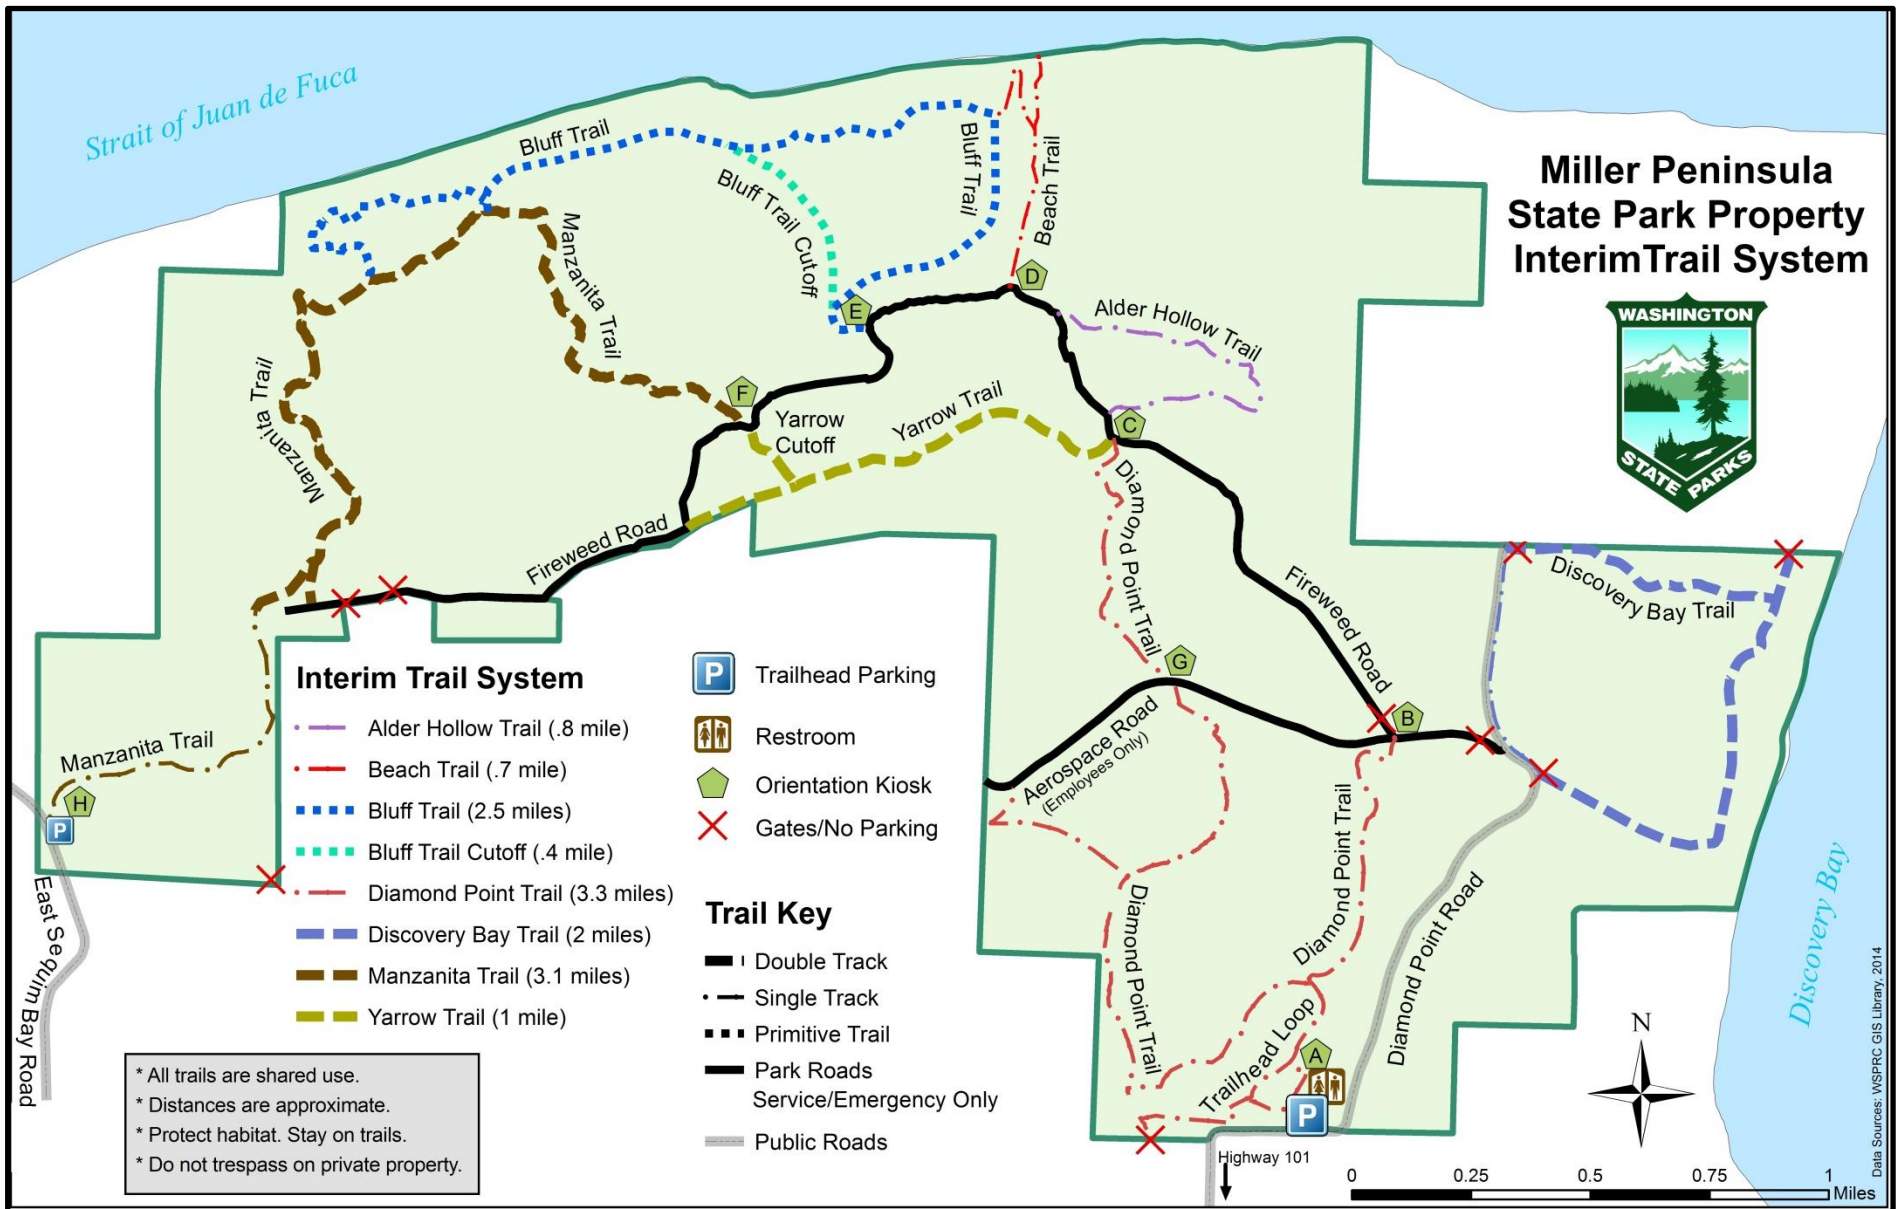 Strait of Juan de Fuca
Miller Peninsula
State Park Property
InterimTrail System
WASHINGTON
STATE PARKS
Bluff Trail
Bluff Trail
Bluff Trail Cutoff
Beach Trail
D
E
Alder Hollow Trail
Manzanita Trail
Manzanita Trail
Manzanita
F
Yarrow
Cutoff
Yarrow Trail
C
Diamond Point Trail
Fireweed Road
Fireweed Road
Discovery Bay Trail
G
B
Manzanita Trail
H
P
East Sequim Bay Road
Aerospace Road
(Employees Only)
Diamond Point Trail
Diamond Point Trail
Diamond Point Road
Trailhead Loop
A
P
Highway 101
Discovery Bay
Interim Trail System
Alder Hollow Trail (.8 mile)
Beach Trail (.7 mile)
Bluff Trail (2.5 miles)
Bluff Trail Cutoff (.4 mile)
Diamond Point Trail (3.3 miles)
Discovery Bay Trail (2 miles)
Manzanita Trail (3.1 miles)
Yarrow Trail (1 mile)
P Trailhead Parking
Restroom
Orientation Kiosk
Gates/No Parking
Trail Key
Double Track
Single Track
Primitive Trail
Park Roads
Service/Emergency Only
Public Roads
* All trails are shared use.
* Distances are approximate.
* Protect habitat. Stay on trails.
* Do not trespass on private property.
N
0 0.25 0.5 0.75 1
Miles
Data Sources: WSPRC GIS Library, 2014